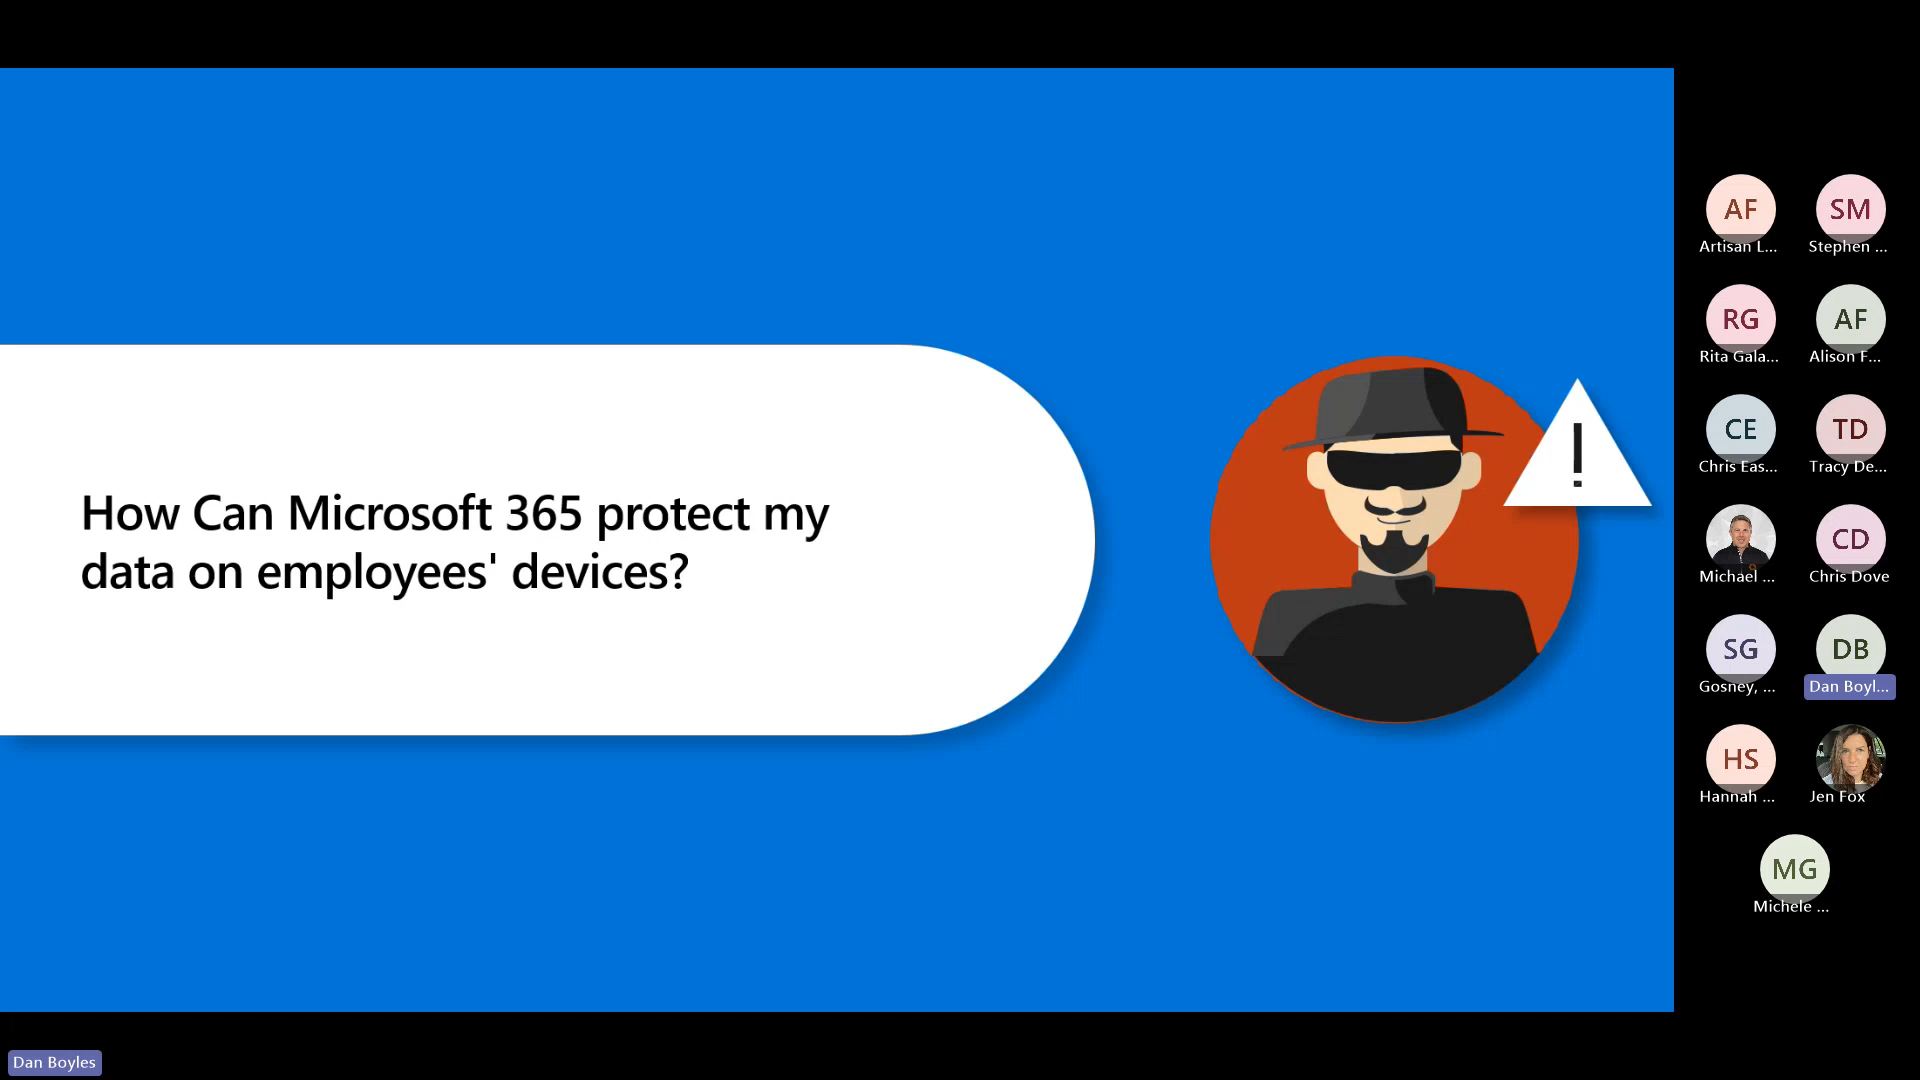 How Can Microsoft 365 protect my
data on employees' devices?
!
AF
Artisan L...
SM
Stephen ...
RG
Rita Gala...
AF
Alison F...
CE
Chris Eas...
TD
Tracy De...
Michael ...
CD
Chris Dove
SG
Gosney, ...
DB
Dan Boyl...
HS
Hannah ...
Jen Fox
MG
Michele ...
Dan Boyles